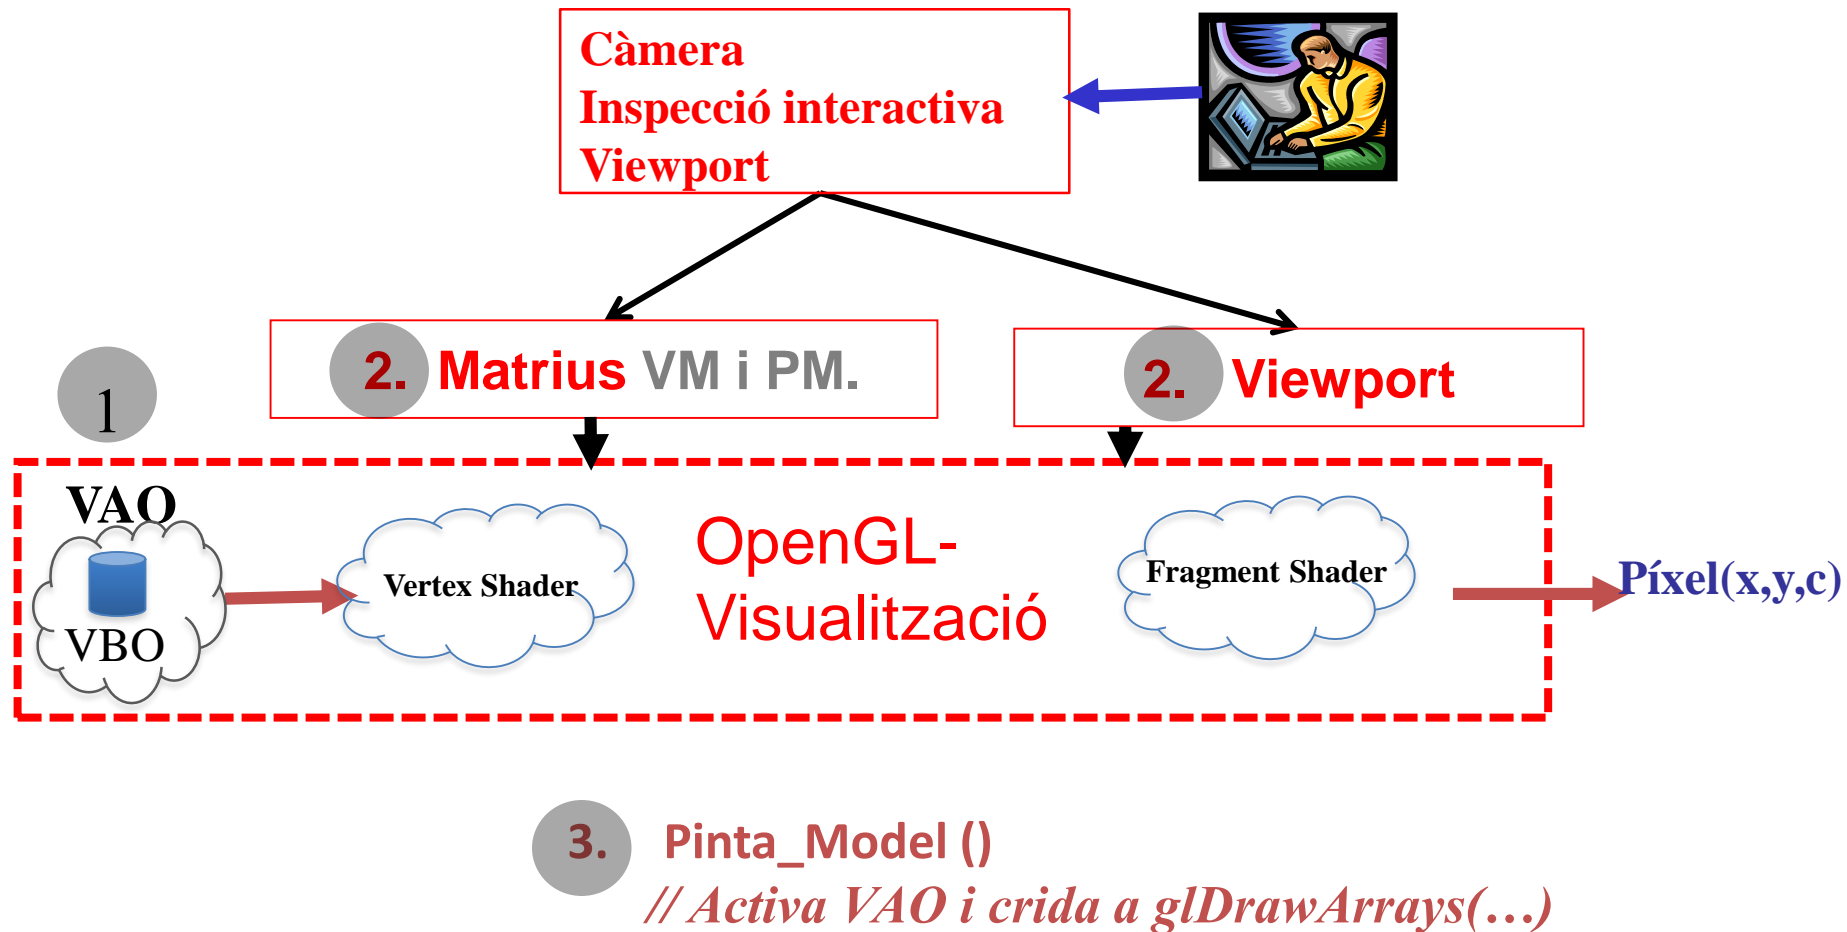 Càmera
Inspecció interactiva
Viewport
2. Matrius VM i PM.
2. Viewport
1
VAO
VBO
Vertex Shader
OpenGL-
Visualització
Fragment Shader
Píxel(x,y,c)
3. Pinta_Model ()
// Activa VAO i crida a glDrawArrays(…)